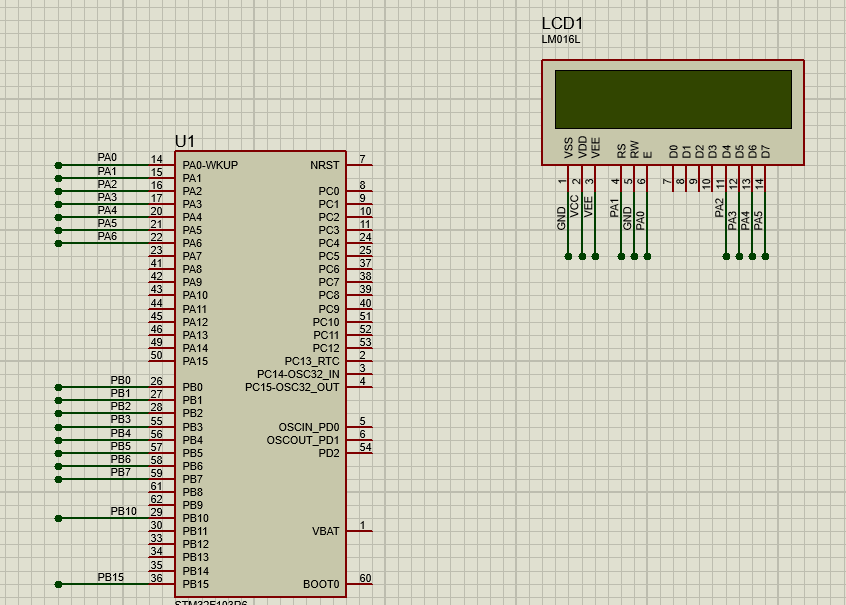 LCD1
LM016L
VSS VDD VEE RS RW E D0 D1 D2 D3 D4 D5 D6 D7
1 2 3 4 5 6 7 8 9 10 11 12 13 14
GND VCC VEE PA1 GND PA0 PA2 PA3 PA4 PA5
U1
PA0 14 PA0-WKUP NRST 7
PA1 15 PA1
PA2 16 PA2 PC0 8
PA3 17 PA3 PC1 9
PA4 20 PA4 PC2 10
PA5 21 PA5 PC3 11
PA6 22 PA6 PC4 24
23 PA7 PC5 25
41 PA8 PC6 37
42 PA9 PC7 38
43 PA10 PC8 39
44 PA11 PC9 40
45 PA12 PC10 51
46 PA13 PC11 52
49 PA14 PC12 53
50 PA15 PC13_RTC 2
PC14-OSC32_IN 3
PB0 26 PB0 PC15-OSC32_OUT 4
PB1 27 PB1
PB2 28 PB2
PB3 55 PB3 OSCIN_PD0 5
PB4 56 PB4 OSCOUT_PD1 6
PB5 57 PB5 PD2 54
PB6 58 PB6
PB7 59 PB7
61 PB8
62 PB9
PB10 29 PB10
30 PB11 VBAT 1
33 PB12
34 PB13
35 PB14
PB15 36 PB15 BOOT0 60
STM32F103R6